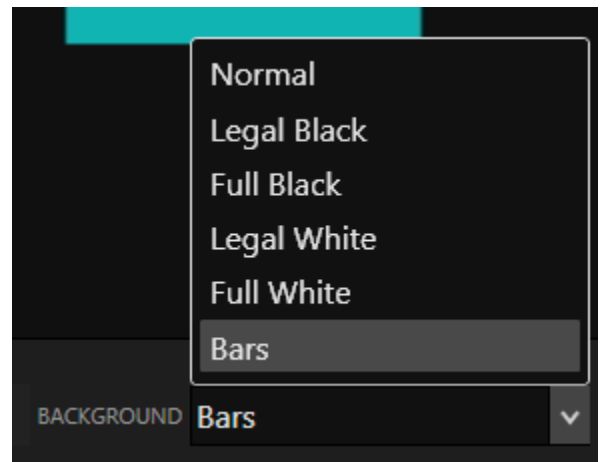 Normal
Legal Black
Full Black
Legal White
Full White
Bars
BACKGROUND Bars